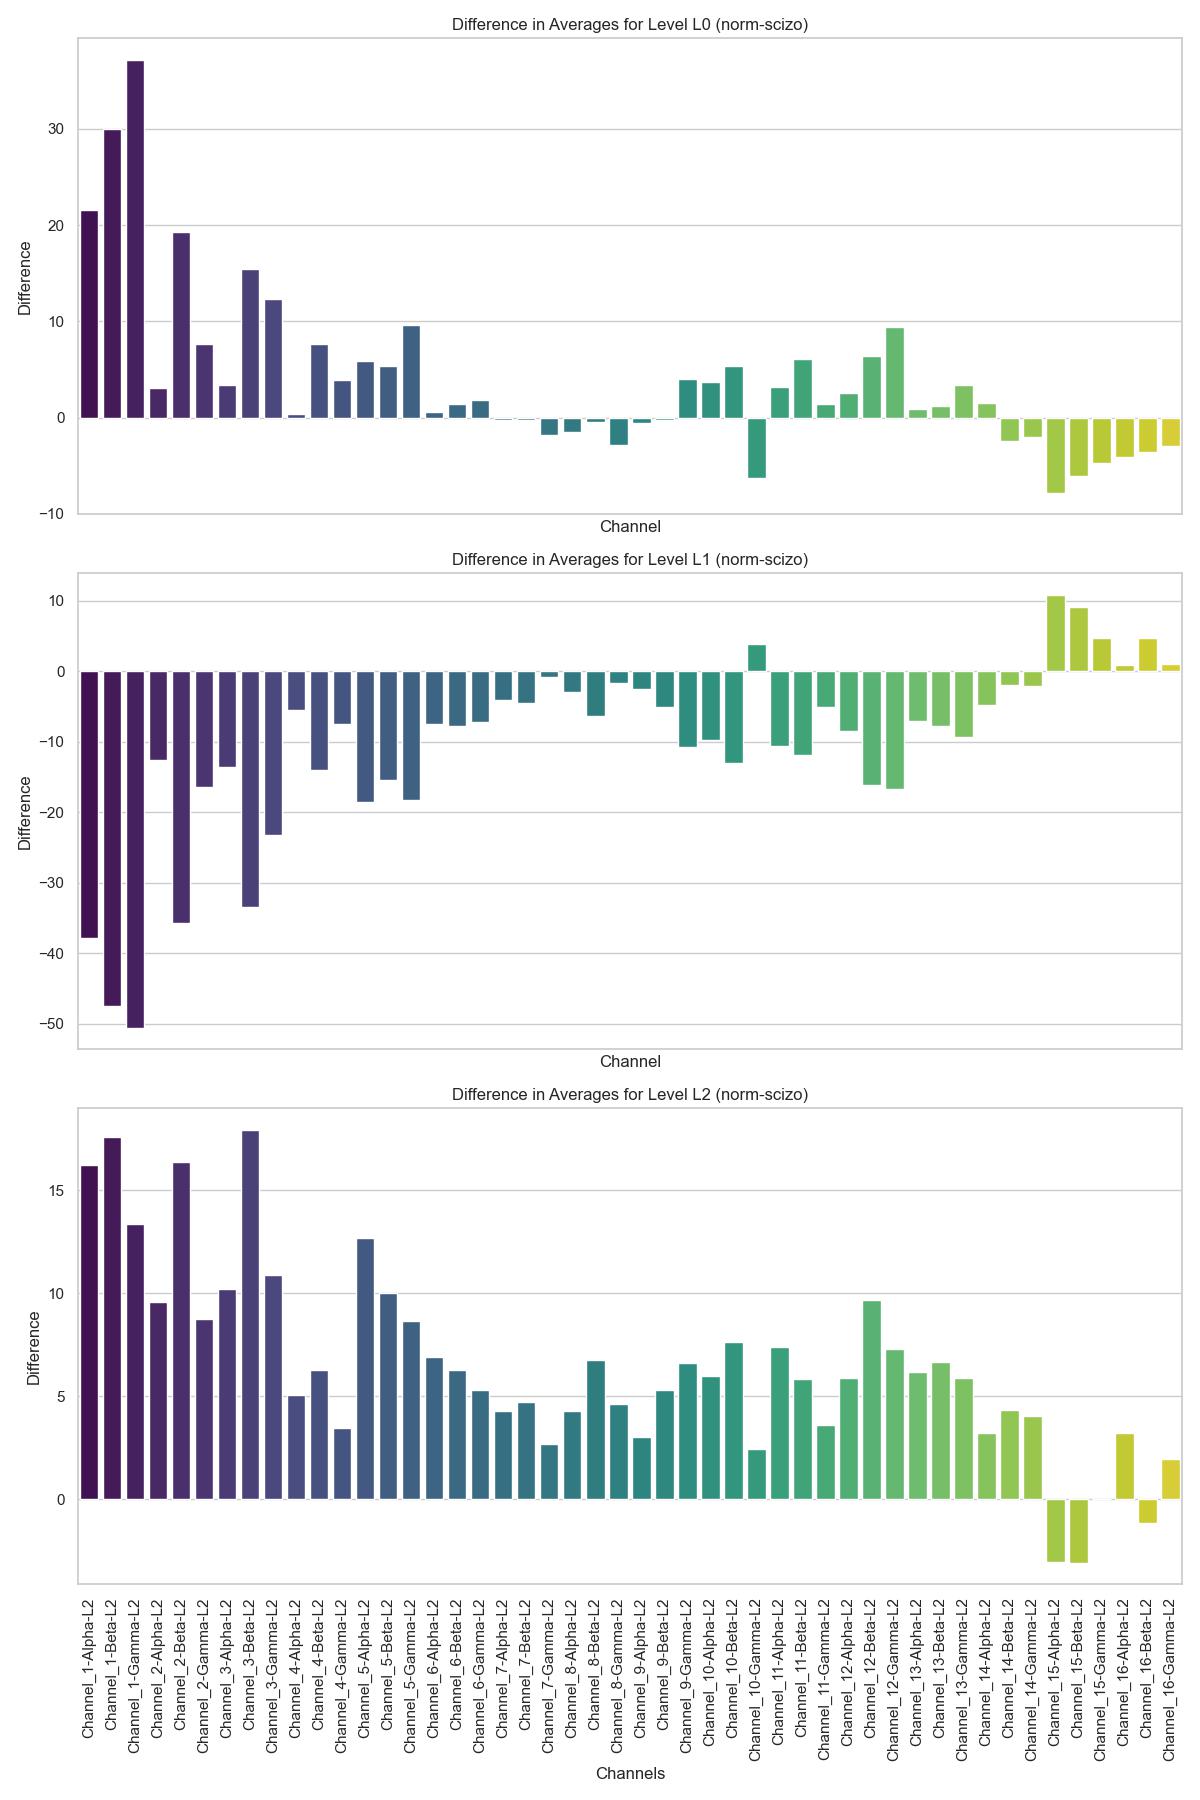 Difference in Averages for Level L0 (norm-scizo)
30
20
10
0
−10
Difference
Channel
Difference in Averages for Level L1 (norm-scizo)
10
0
−10
−20
−30
−40
−50
Difference
Channel
Difference in Averages for Level L2 (norm-scizo)
15
10
5
0
Difference
Channel_1-Alpha-L2
Channel_1-Beta-L2
Channel_1-Gamma-L2
Channel_2-Alpha-L2
Channel_2-Beta-L2
Channel_2-Gamma-L2
Channel_3-Alpha-L2
Channel_3-Beta-L2
Channel_3-Gamma-L2
Channel_4-Alpha-L2
Channel_4-Beta-L2
Channel_4-Gamma-L2
Channel_5-Alpha-L2
Channel_5-Beta-L2
Channel_5-Gamma-L2
Channel_6-Alpha-L2
Channel_6-Beta-L2
Channel_6-Gamma-L2
Channel_7-Alpha-L2
Channel_7-Beta-L2
Channel_7-Gamma-L2
Channel_8-Alpha-L2
Channel_8-Beta-L2
Channel_8-Gamma-L2
Channel_9-Alpha-L2
Channel_9-Beta-L2
Channel_9-Gamma-L2
Channel_10-Alpha-L2
Channel_10-Beta-L2
Channel_10-Gamma-L2
Channel_11-Alpha-L2
Channel_11-Beta-L2
Channel_11-Gamma-L2
Channel_12-Alpha-L2
Channel_12-Beta-L2
Channel_12-Gamma-L2
Channel_13-Alpha-L2
Channel_13-Beta-L2
Channel_13-Gamma-L2
Channel_14-Alpha-L2
Channel_14-Beta-L2
Channel_14-Gamma-L2
Channel_15-Alpha-L2
Channel_15-Beta-L2
Channel_15-Gamma-L2
Channel_16-Alpha-L2
Channel_16-Beta-L2
Channel_16-Gamma-L2
Channels